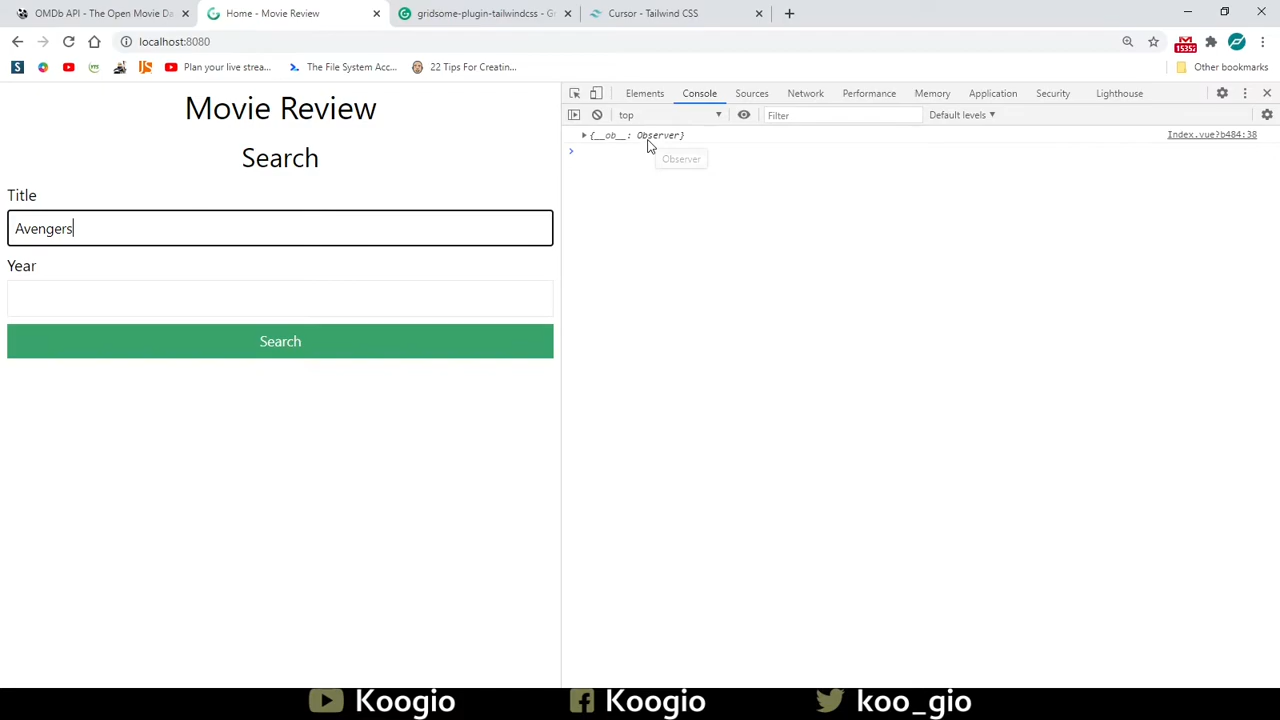 OMDb API - The Open Movie Da
Home - Movie Review
gridsome-plugin-tailwindcss - Gr
Cursor - Tailwind CSS
localhost:8080
15352
Plan your live strea...
The File System Acc...
22 Tips For Creatin...
Other bookmarks
Movie Review
Search
Title
Avengers
Year
Search
Elements
Console
Sources
Network
Performance
Memory
Application
Security
Lighthouse
top
Filter
Default levels
{__ob__: Observer}
Index.vue?b484:38
Observer
Koogio
Koogio
koo_gio